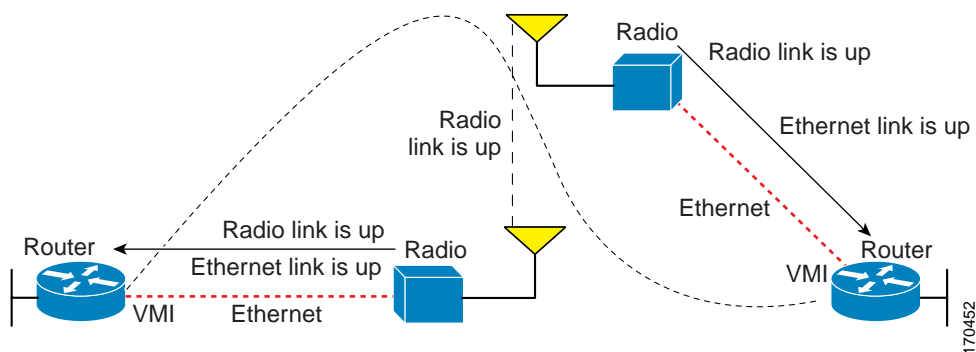 Radio
Radio link is up
Radio
link is up
Ethernet link is up
Ethernet
Radio link is up
Router
Radio
Ethernet link is up
Router
VMI
VMI
Ethernet
170452